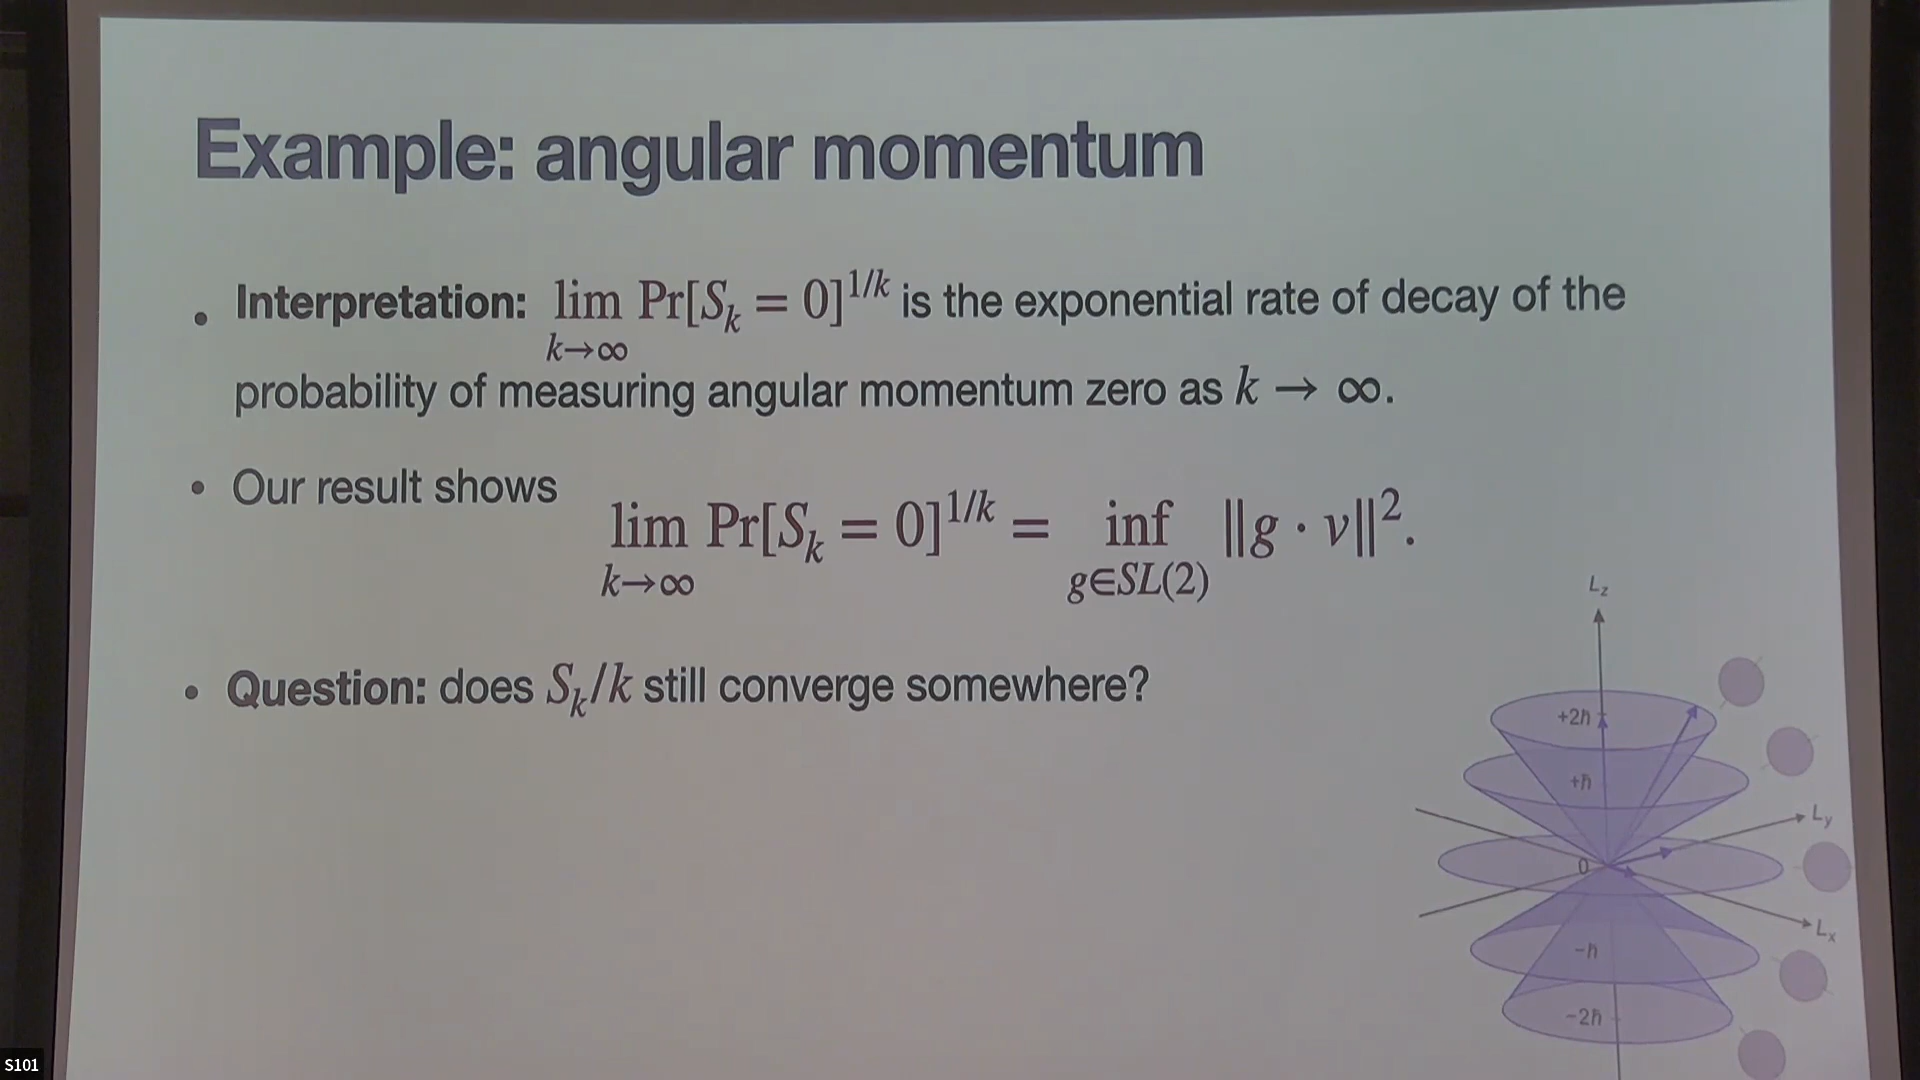 Example: angular momentum
• Interpretation: lim Pr[S_k = 0]^{1/k} is the exponential rate of decay of the
k→∞
probability of measuring angular momentum zero as k → ∞.
• Our result shows
lim Pr[S_k = 0]^{1/k} = inf ||g · v||².
k→∞ g∈SL(2)
• Question: does S_k/k still converge somewhere?
L_z
+2ħ
+ħ
L_y
0
L_x
−ħ
−2ħ
S101